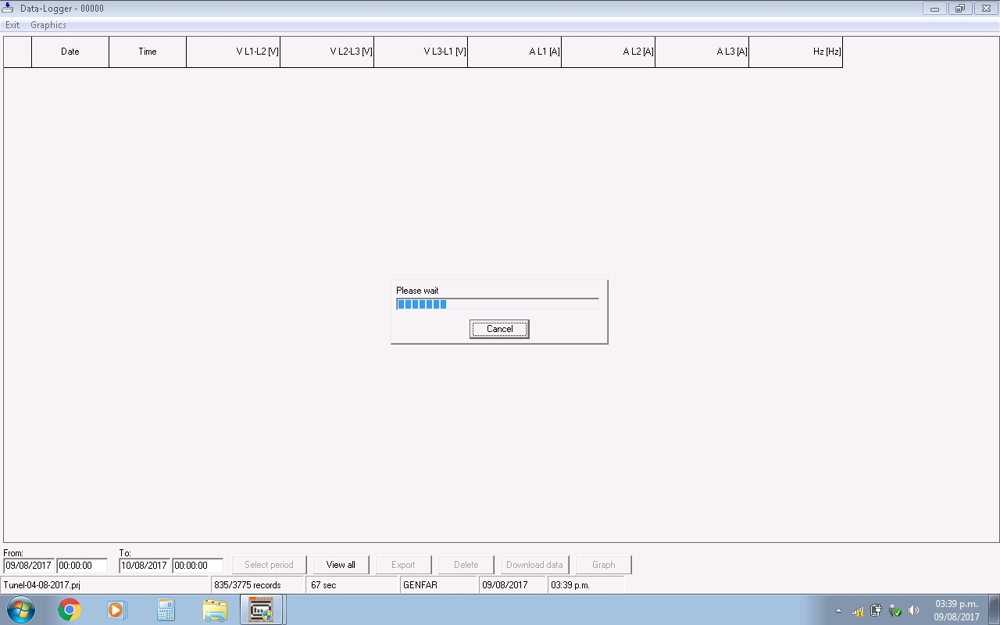 Data-Logger - 00000
Exit Graphics
Date Time V L1-L2 [V] V L2-L3 [V] V L3-L1 [V] A L1 [A] A L2 [A] A L3 [A] Hz [Hz]
Please wait
Cancel
From: To:
09/08/2017 00:00:00 10/08/2017 00:00:00 Select period View all Export Delete Download data Graph
Tunel-04-08-2017.prj 835/3775 records 67 sec GENFAR 09/08/2017 03:39 p.m.
03:39 p.m.
09/08/2017